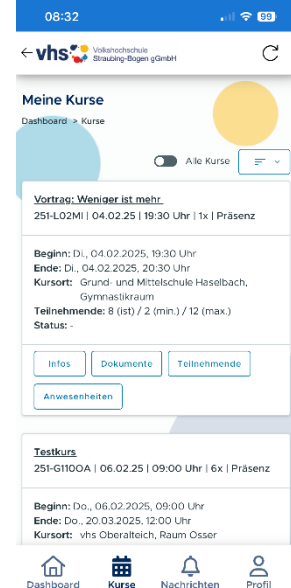 08:32
99
← vhs Volkshochschule
Straubing-Bogen gGmbH
Meine Kurse
Dashboard > Kurse
Alle Kurse
Vortrag: Weniger ist mehr
251-L02MI | 04.02.25 | 19:30 Uhr | 1x | Präsenz
Beginn: Di., 04.02.2025, 19:30 Uhr
Ende: Di., 04.02.2025, 20:30 Uhr
Kursort: Grund- und Mittelschule Haselbach,
Gymnastikraum
Teilnehmende: 8 (ist) / 2 (min.) / 12 (max.)
Status: -
Infos Dokumente Teilnehmende
Anwesenheiten
Testkurs
251-G110OA | 06.02.25 | 09:00 Uhr | 6x | Präsenz
Beginn: Do., 06.02.2025, 09:00 Uhr
Ende: Do., 20.03.2025, 12:00 Uhr
Kursort: vhs Oberalteich, Raum Osser
Dashboard Kurse Nachrichten Profil